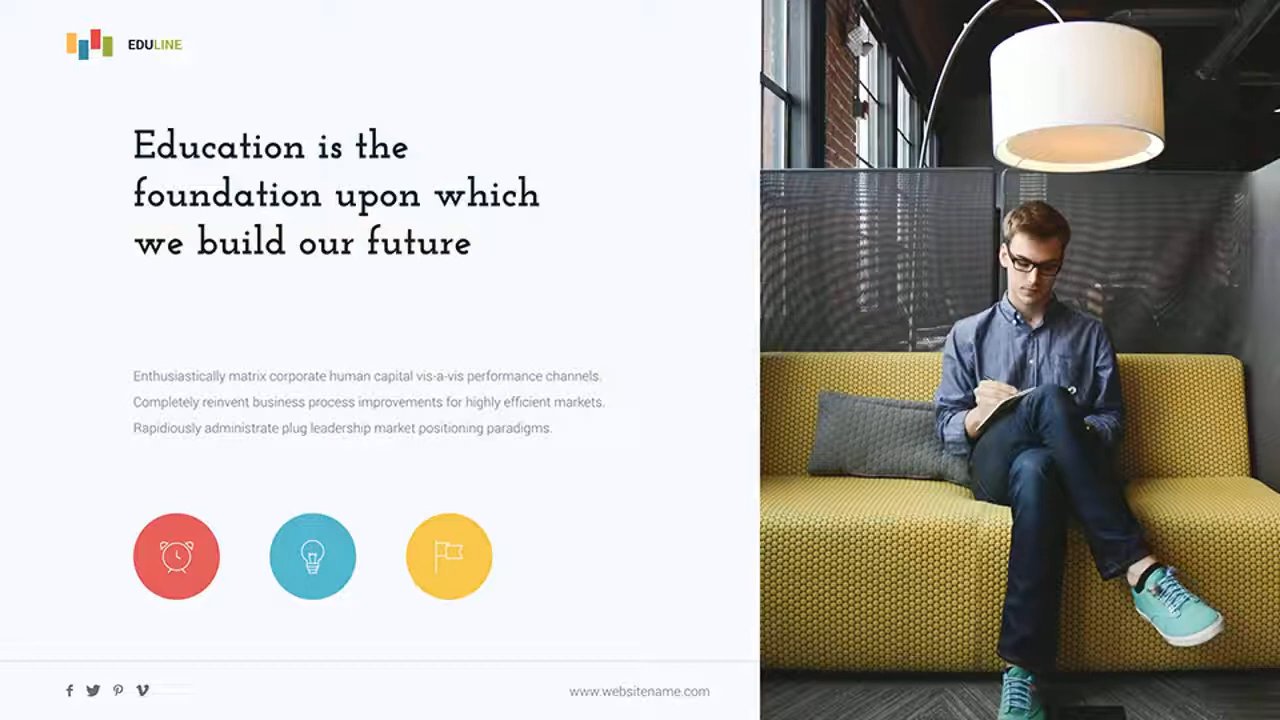 EDULINE
Education is the
foundation upon which
we build our future
Enthusiastically matrix corporate human capital vis-a-vis performance channels.
Completely reinvent business process improvements for highly efficient markets.
Rapidiously administrate plug leadership market positioning paradigms.
www.websitename.com